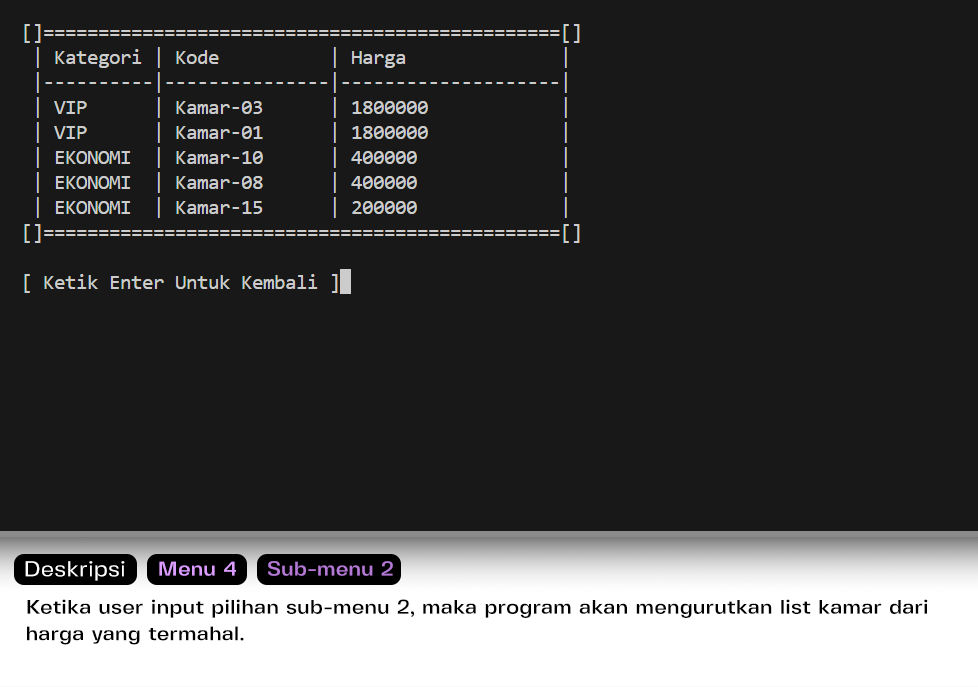 []===============================================[]
| Kategori | Kode | Harga |
|----------|---------------|--------------------|
| VIP | Kamar-03 | 1800000 |
| VIP | Kamar-01 | 1800000 |
| EKONOMI | Kamar-10 | 400000 |
| EKONOMI | Kamar-08 | 400000 |
| EKONOMI | Kamar-15 | 200000 |
[]===============================================[]
[ Ketik Enter Untuk Kembali ]
Deskripsi Menu 4 Sub-menu 2
Ketika user input pilihan sub-menu 2, maka program akan mengurutkan list kamar dari
harga yang termahal.